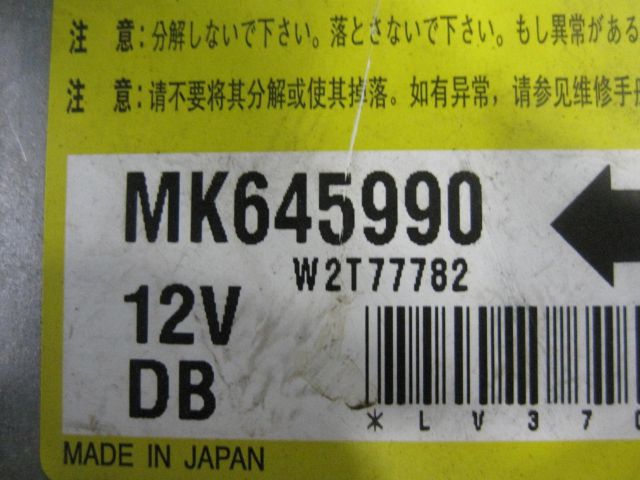 注 意:分解しないで下さい。落とさないで下さい。もし異常がある
注 意:请不要将其分解或使其掉落。如有异常,请参见维修手册
MK645990
W2T77782
12V
DB
*LV370
MADE IN JAPAN